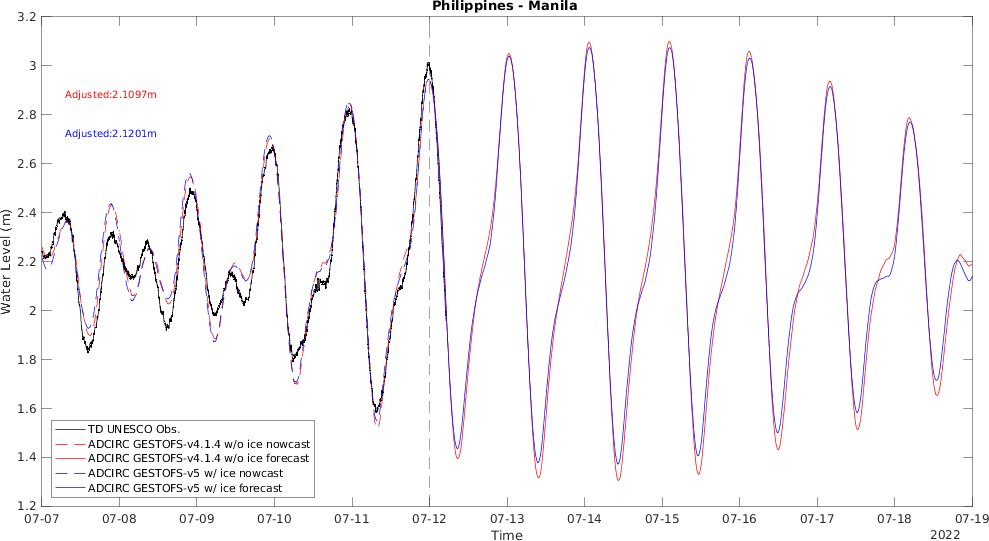 Philippines - Manila
3.2
3
2.8
2.6
2.4
2.2
2
1.8
1.6
1.4
1.2
Water Level (m)
Adjusted:2.1097m
Adjusted:2.1201m
TD UNESCO Obs.
ADCIRC GESTOFS-v4.1.4 w/o ice nowcast
ADCIRC GESTOFS-v4.1.4 w/o ice forecast
ADCIRC GESTOFS-v5 w/ ice nowcast
ADCIRC GESTOFS-v5 w/ ice forecast
07-07 07-08 07-09 07-10 07-11 07-12 07-13 07-14 07-15 07-16 07-17 07-18 07-19
Time
2022